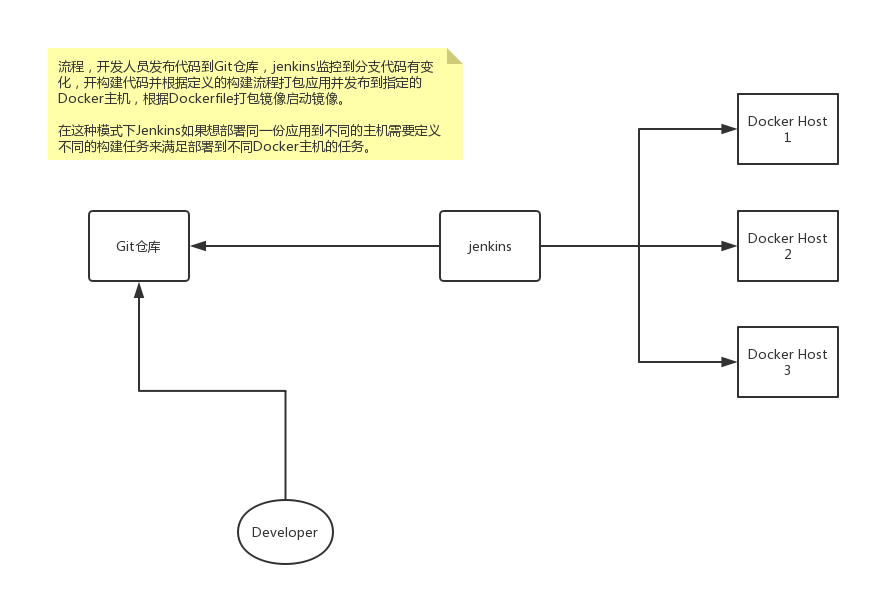 流程，开发人员发布代码到Git仓库，jenkins监控到分支代码有变
化，开构建代码并根据定义的构建流程打包应用并发布到指定的
Docker主机，根据Dockerfile打包镜像启动镜像。
在这种模式下Jenkins如果想部署同一份应用到不同的主机需要定义
不同的构建任务来满足部署到不同Docker主机的任务。
Docker Host
1
Git仓库
jenkins
Docker Host
2
Docker Host
3
Developer